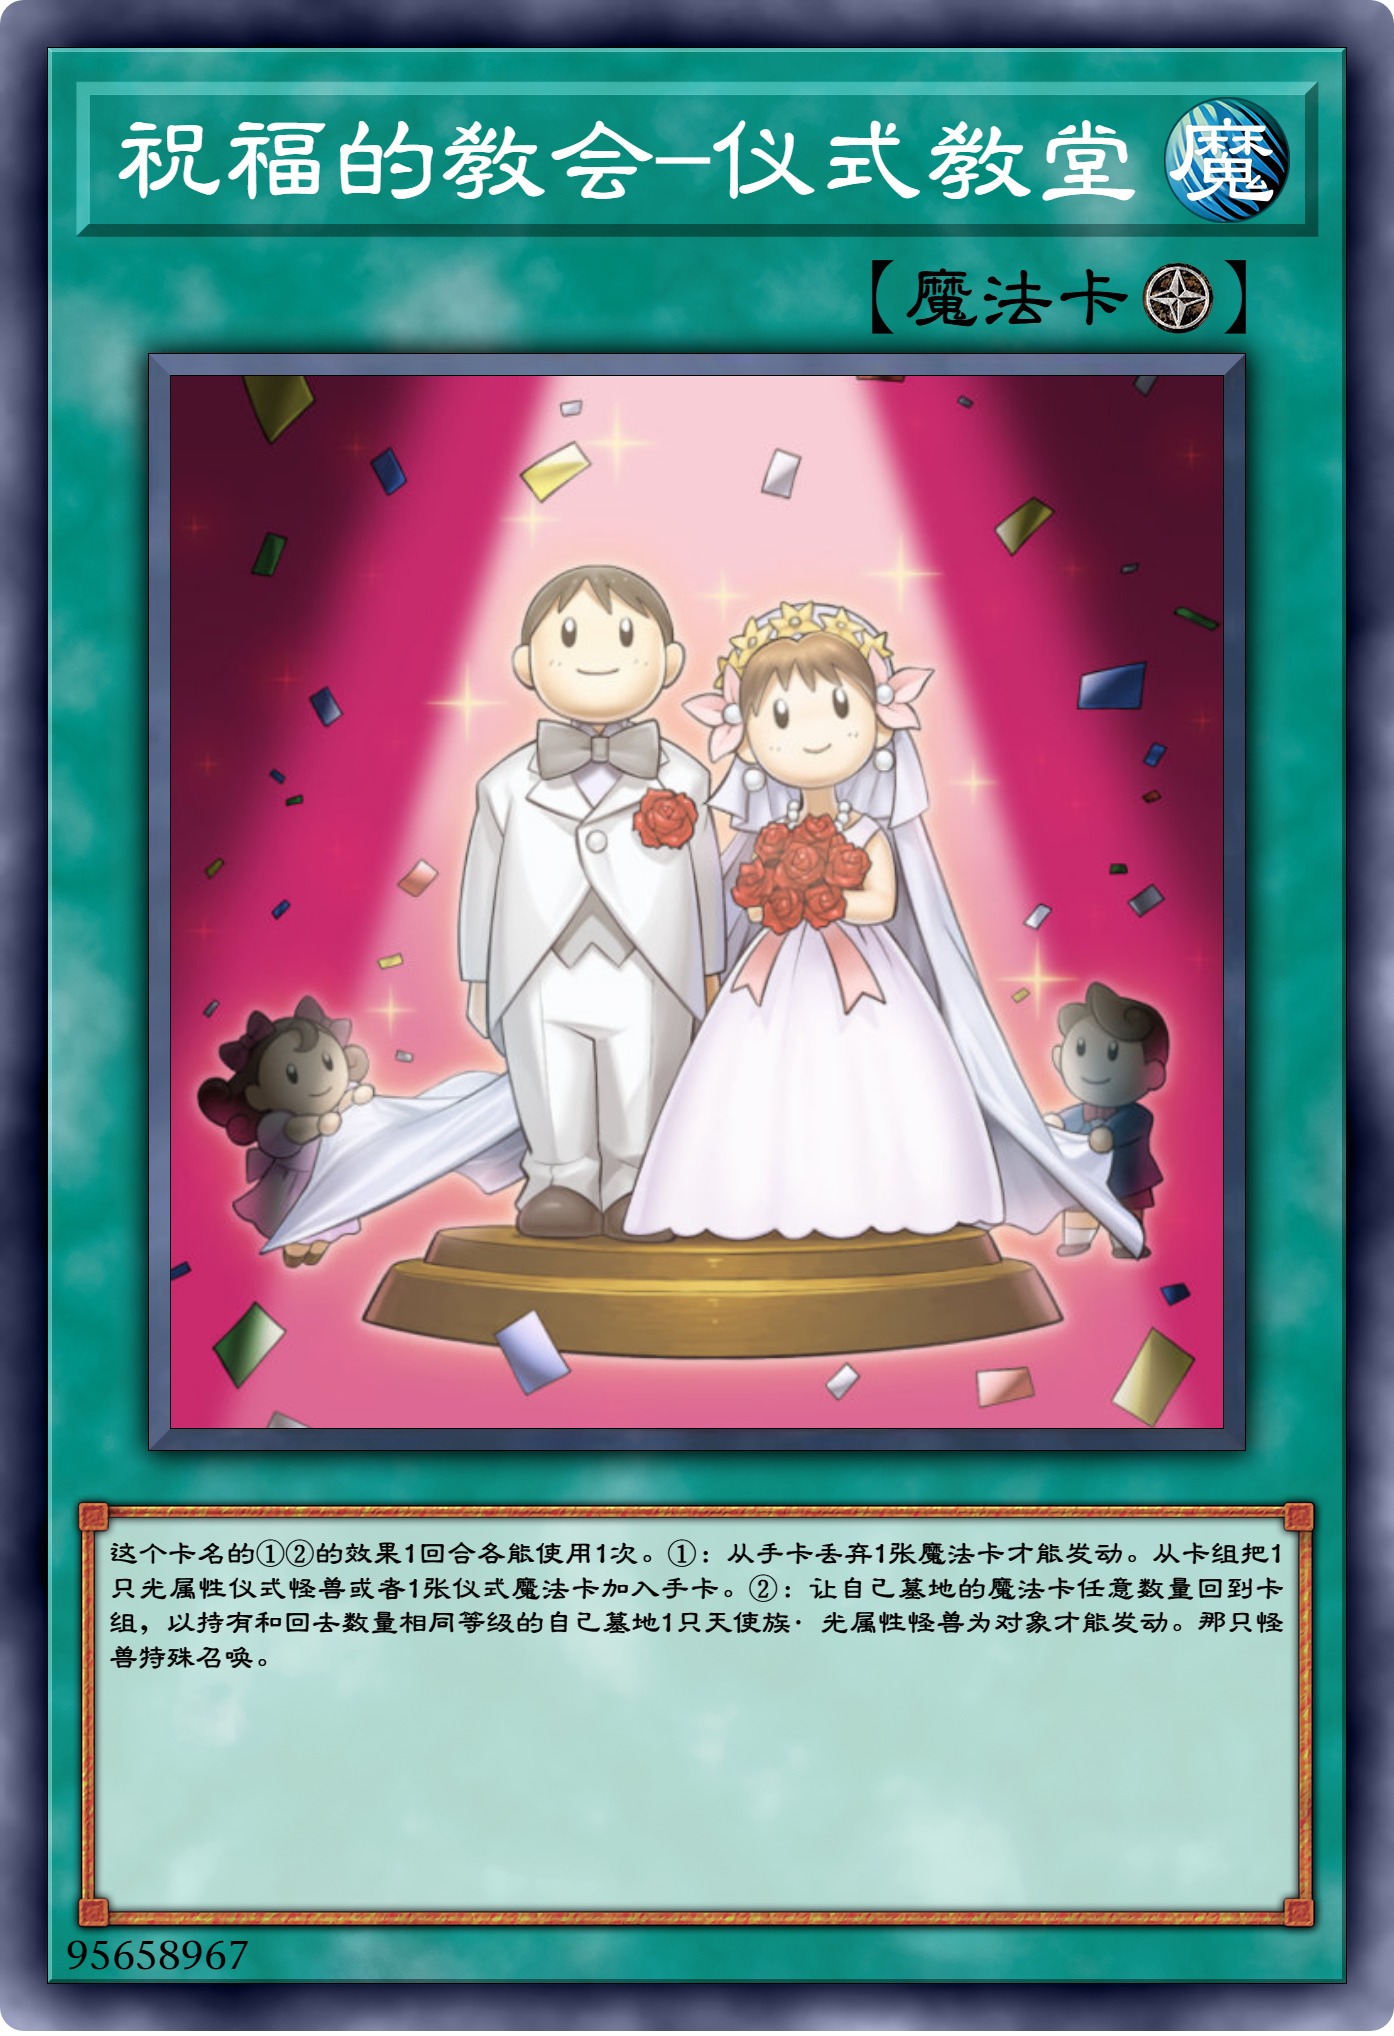 祝福的教会-仪式教堂 魔
【魔法卡】
这个卡名的①②的效果1回合各能使用1次。①：从手卡丢弃1张魔法卡才能发动。从卡组把1
只光属性仪式怪兽或者1张仪式魔法卡加入手卡。②：让自己墓地的魔法卡任意数量回到卡
组，以持有和回去数量相同等级的自己墓地1只天使族·光属性怪兽为对象才能发动。那只怪
兽特殊召唤。
95658967